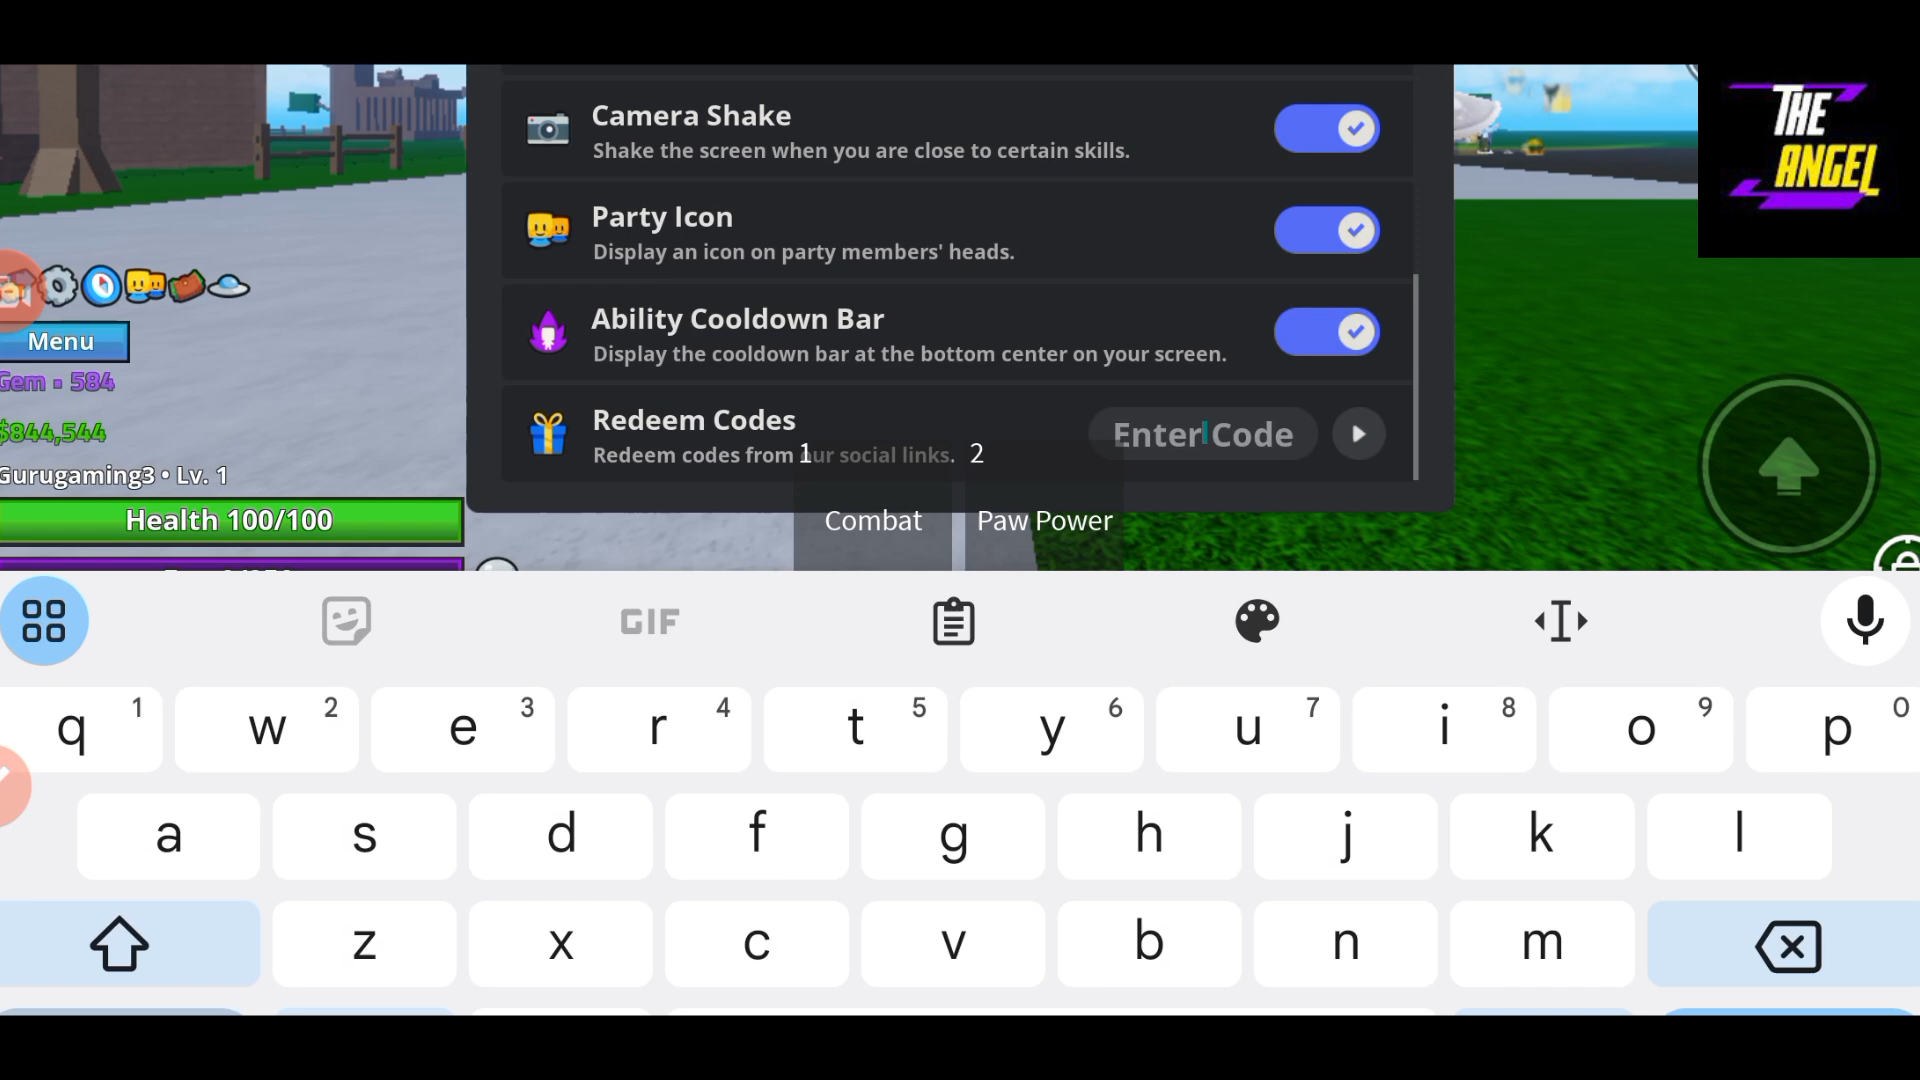 Camera Shake
Shake the screen when you are close to certain skills.
THE
ANGEL
Party Icon
Display an icon on party members' heads.
Menu
Ability Cooldown Bar
Display the cooldown bar at the bottom center on your screen.
Gem • 584
$844,544
Redeem Codes
Enter Code
Redeem codes from our social links.
1
2
Gurugaming3 • Lv. 1
Health 100/100
Combat
Paw Power
GIF
q 1 w 2 e 3 r 4 t 5 y 6 u 7 i 8 o 9 p 0
a s d f g h j k l
z x c v b n m